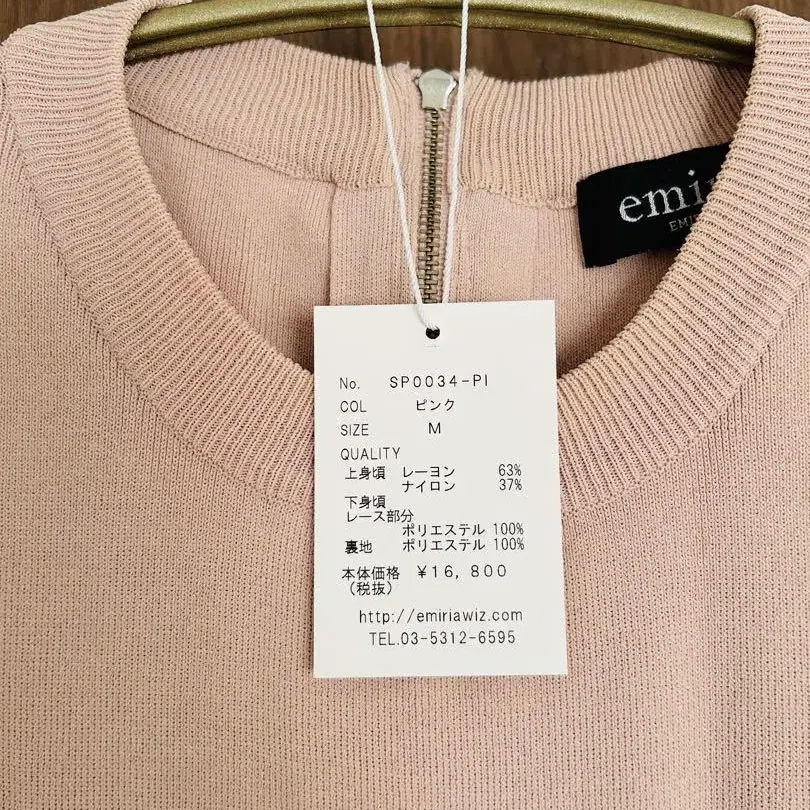 No. SP0034-PI
COL ピンク
SIZE M
QUALITY
上身頃 レーヨン 63%
ナイロン 37%
下身頃
レース部分
ポリエステル 100%
裏地 ポリエステル 100%
本体価格 ¥16,800
(税抜)
http://emiriawiz.com
TEL.03-5312-6595